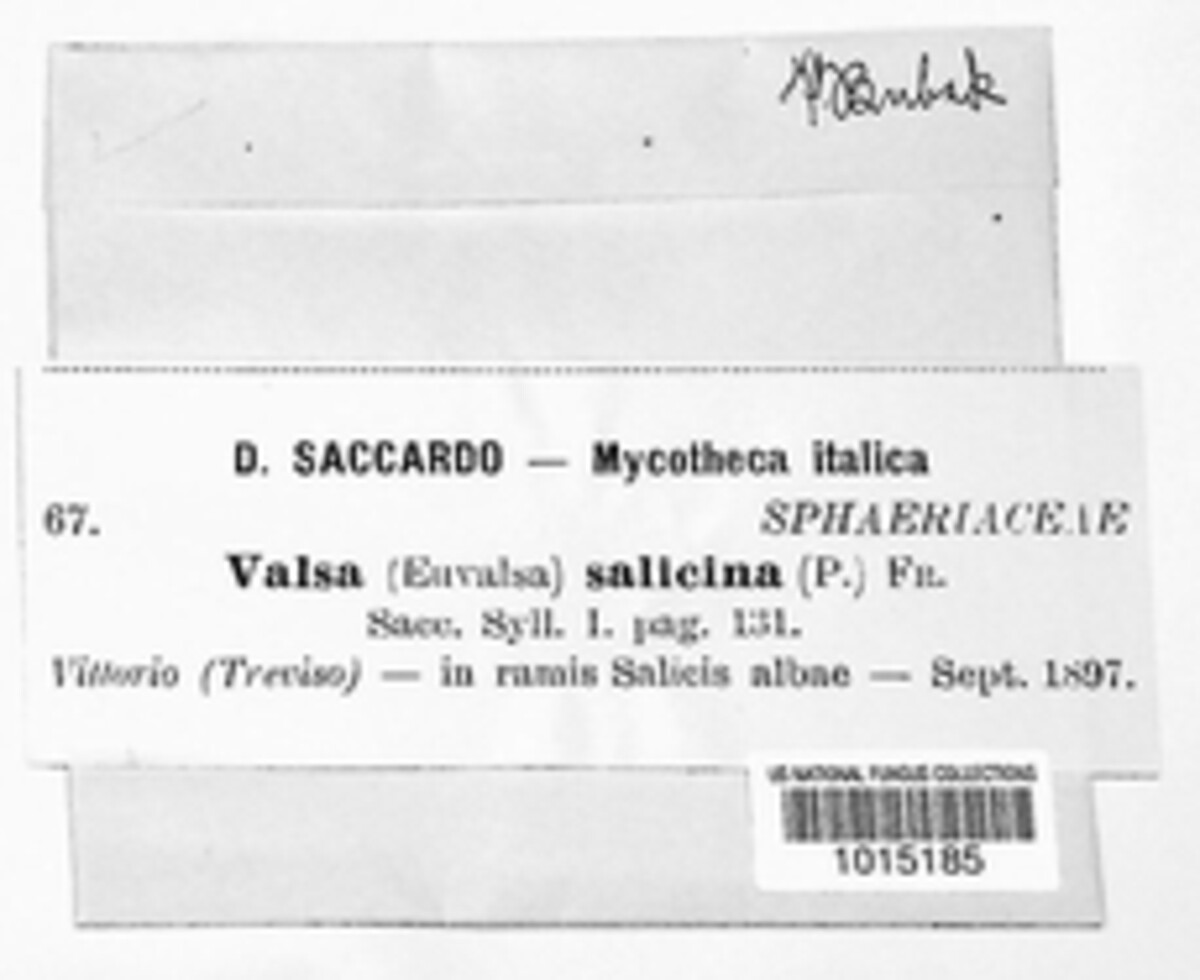 Bubak
D. SACCARDO — Mycotheca italica
67.
SPHAERIACEAE
Valsa (Euvalsa) salicina (P.) FR.
Sacc. Syll. I. pag. 131.
Vittorio (Treviso) — in ramis Salicis albae — Sept. 1897.
US NATIONAL FUNGUS COLLECTIONS
1015185